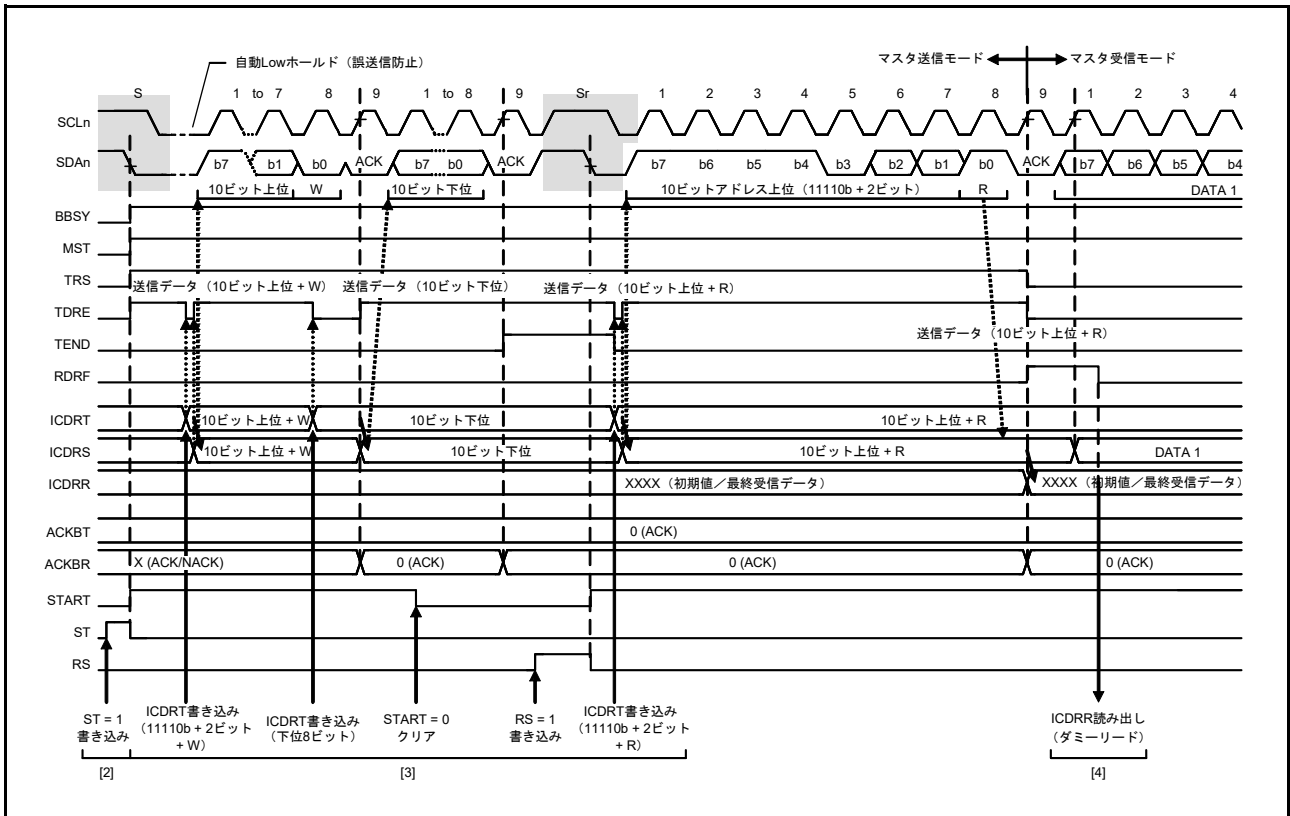 自動Lowホールド（誤送信防止）
マスタ送信モード
マスタ受信モード
S 1 to 7 8 9 1 to 8 9 Sr 1 2 3 4 5 6 7 8 9 1 2 3 4
SCLn
SDAn b7 b1 b0 ACK b7 b0 ACK b7 b6 b5 b4 b3 b2 b1 b0 ACK b7 b6 b5 b4
10ビット上位 W 10ビット下位 10ビットアドレス上位（11110b + 2ビット） R DATA 1
BBSY
MST
TRS
送信データ（10ビット上位 + W） 送信データ（10ビット下位） 送信データ（10ビット上位 + R）
TDRE
送信データ（10ビット上位 + R）
TEND
RDRF
ICDRT 10ビット上位 + W 10ビット下位 10ビット上位 + R
ICDRS 10ビット上位 + W 10ビット下位 10ビット上位 + R DATA 1
ICDRR XXXX（初期値／最終受信データ） XXXX（初期値／最終受信データ）
ACKBT 0 (ACK)
ACKBR X (ACK/NACK) 0 (ACK) 0 (ACK) 0 (ACK)
START
ST
RS
ST = 1
書き込み
ICDRT書き込み
（11110b + 2ビット
+ W）
ICDRT書き込み
（下位8ビット）
START = 0
クリア
RS = 1
書き込み
ICDRT書き込み
（11110b + 2ビット
+ R）
ICDRR読み出し
（ダミーリード）
[2] [3] [4]